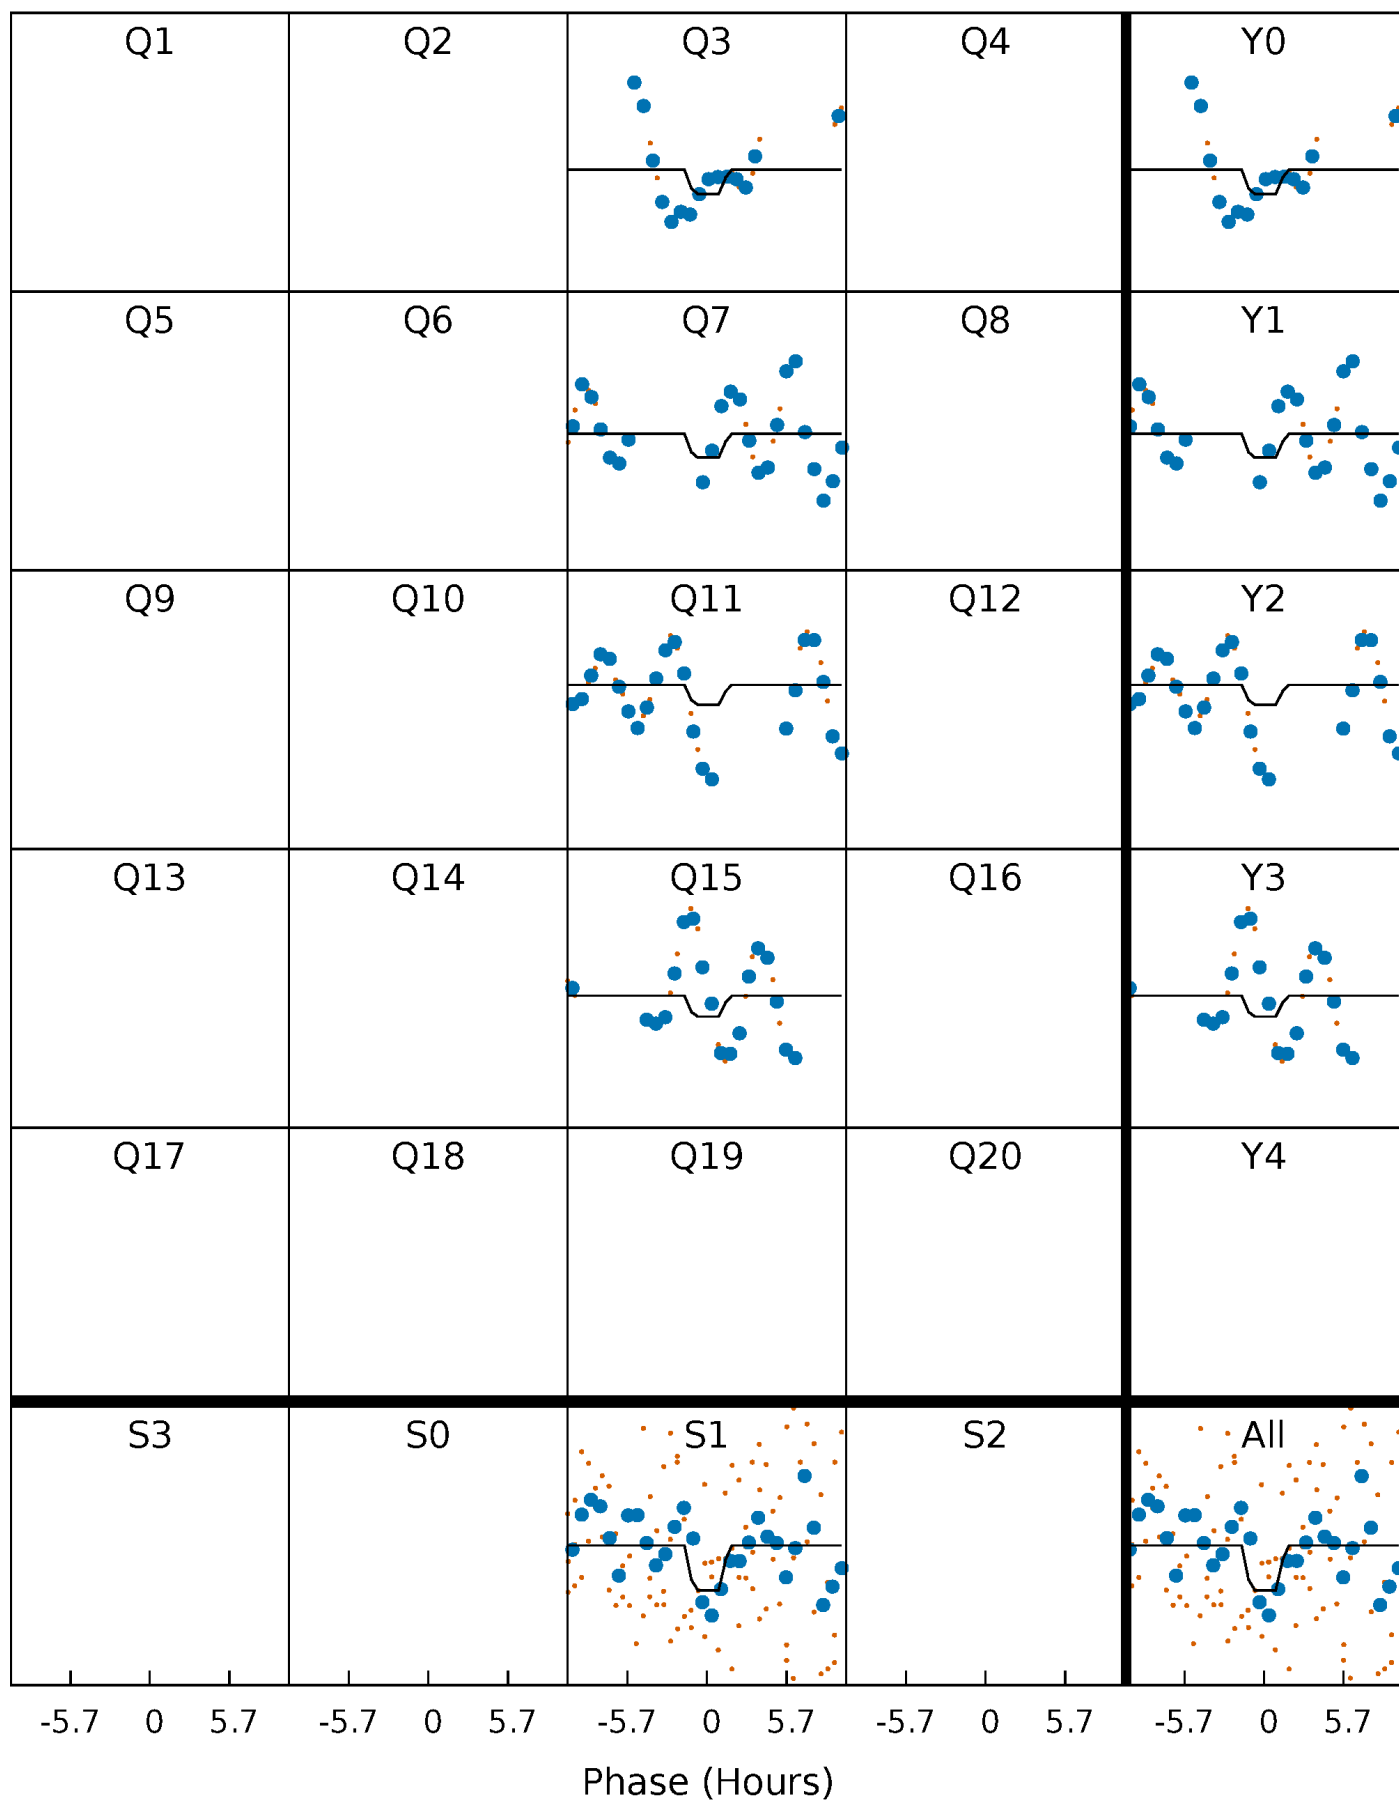 Q1 Q2 Q3 Q4 Y0
Q5 Q6 Q7 Q8 Y1
Q9 Q10 Q11 Q12 Y2
Q13 Q14 Q15 Q16 Y3
Q17 Q18 Q19 Q20 Y4
S3 S0 S1 S2 All
-5.7 0 5.7 -5.7 0 5.7 -5.7 0 5.7 -5.7 0 5.7 -5.7 0 5.7
Phase (Hours)